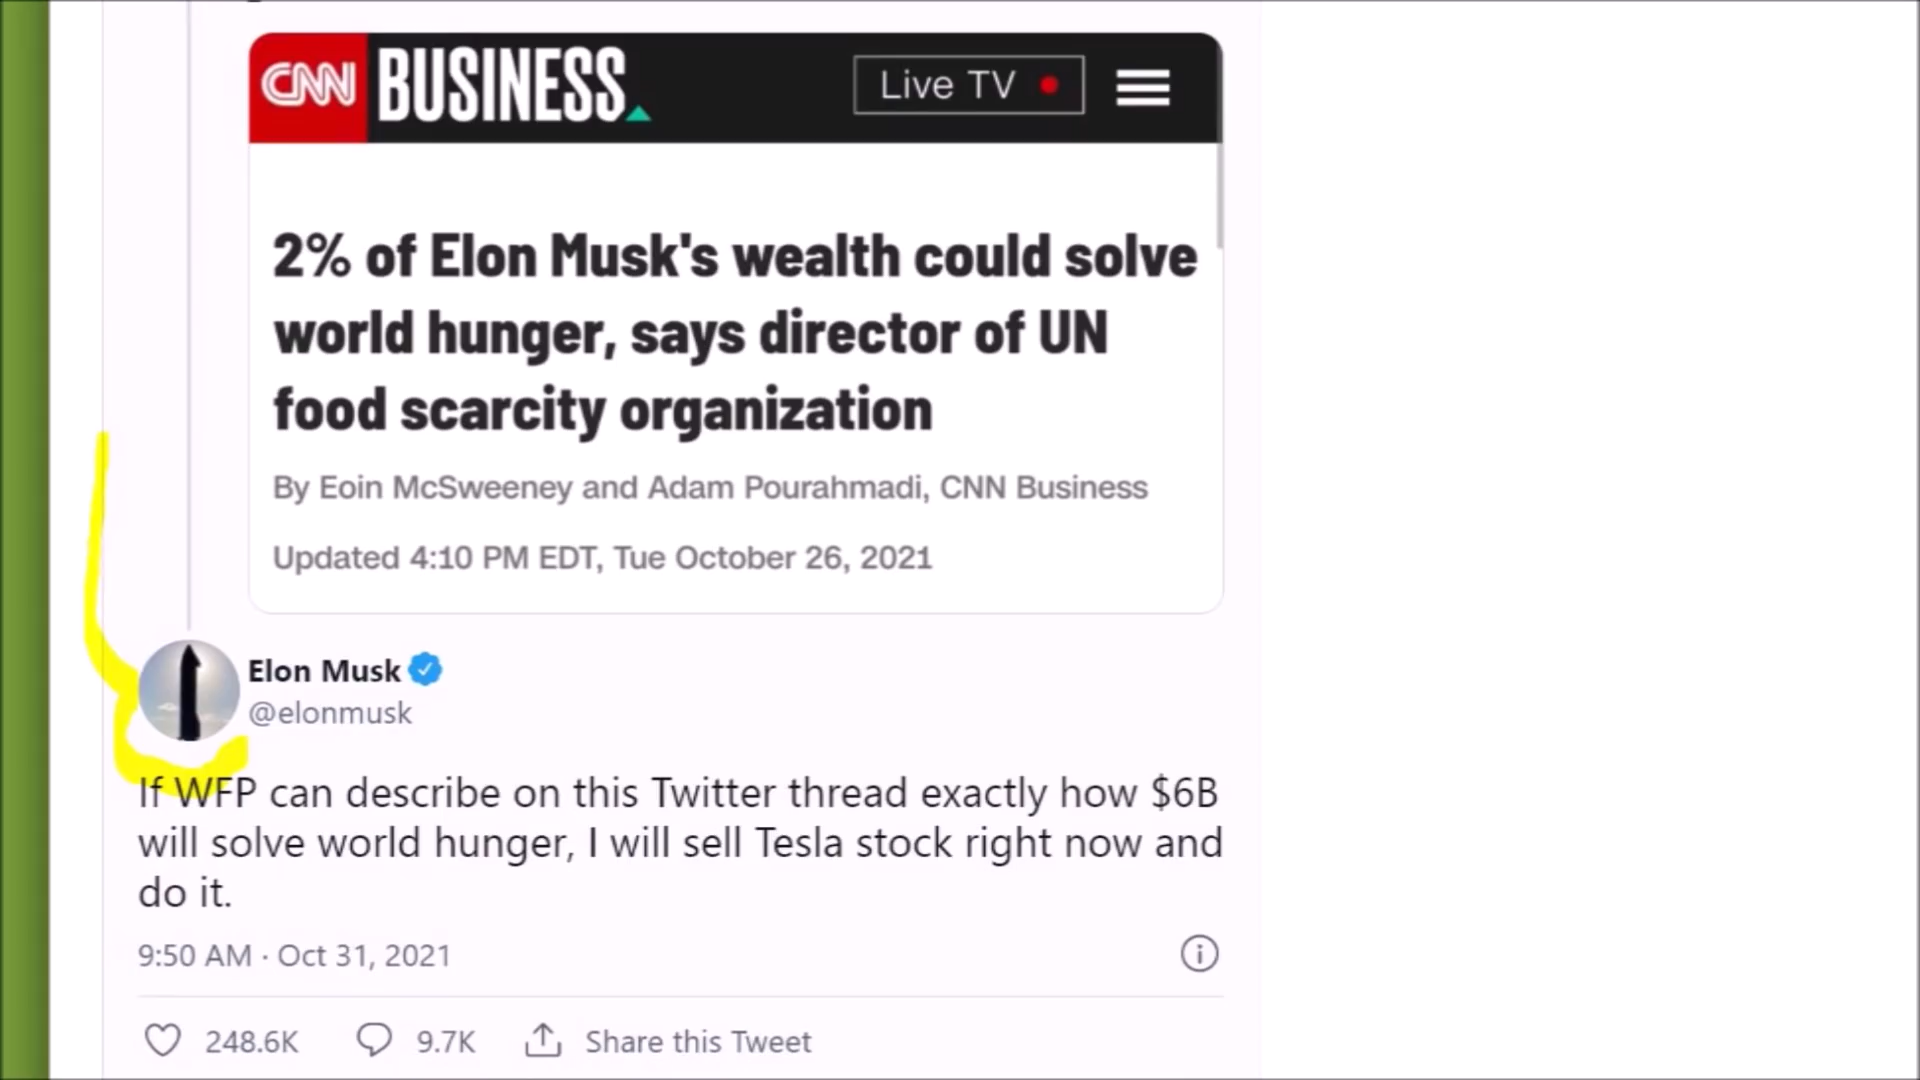 CNN BUSINESS
Live TV
2% of Elon Musk's wealth could solve
world hunger, says director of UN
food scarcity organization
By Eoin McSweeney and Adam Pourahmadi, CNN Business
Updated 4:10 PM EDT, Tue October 26, 2021
Elon Musk
@elonmusk
If WFP can describe on this Twitter thread exactly how $6B
will solve world hunger, I will sell Tesla stock right now and
do it.
9:50 AM · Oct 31, 2021
248.6K 9.7K Share this Tweet